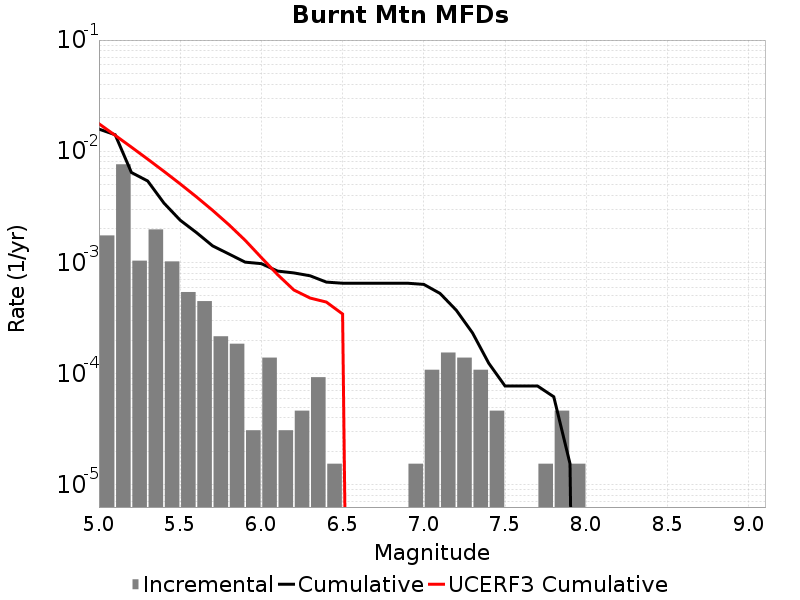 Burnt Mtn MFDs
Rate (1/yr)
10-1
10-2
10-3
10-4
10-5
5.0 5.5 6.0 6.5 7.0 7.5 8.0 8.5 9.0
Magnitude
Incremental Cumulative UCERF3 Cumulative